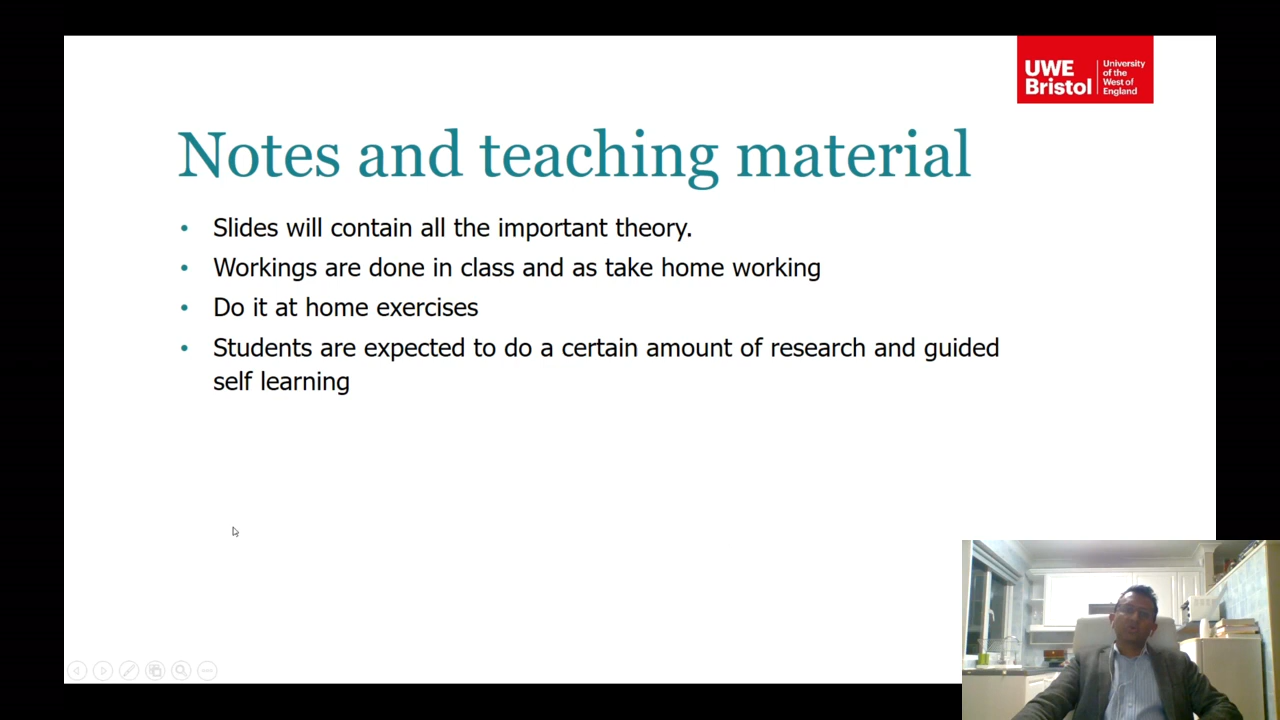 UWE
Bristol
University
of the
West of
England
Notes and teaching material
• Slides will contain all the important theory.
• Workings are done in class and as take home working
• Do it at home exercises
• Students are expected to do a certain amount of research and guided
self learning